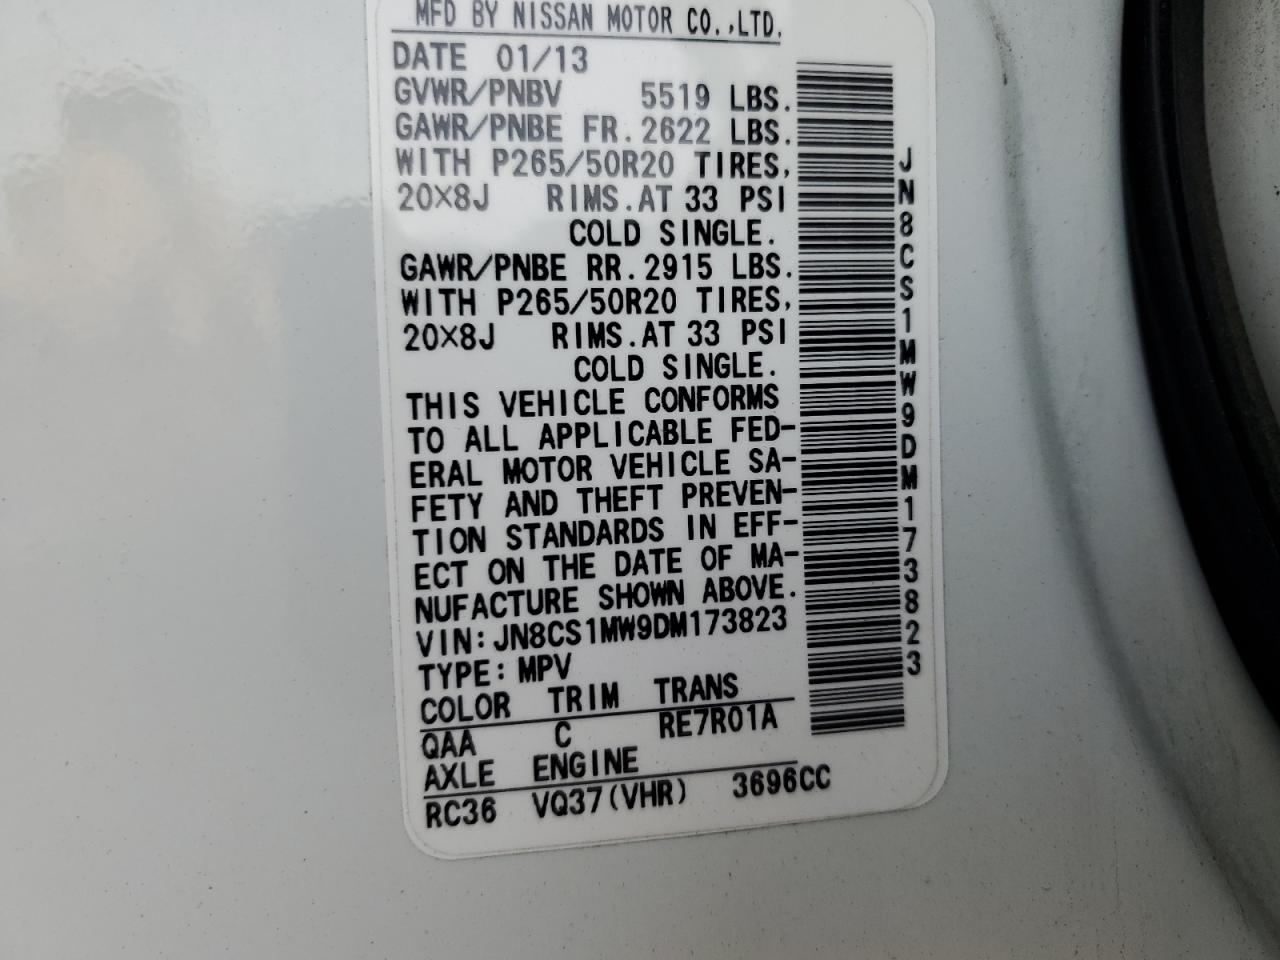 MFD BY NISSAN MOTOR CO.,LTD.
DATE 01/13
GVWR/PNBV 5519 LBS.
GAWR/PNBE FR. 2622 LBS.
WITH P265/50R20 TIRES,
20X8J RIMS.AT 33 PSI
COLD SINGLE.
GAWR/PNBE RR. 2915 LBS.
WITH P265/50R20 TIRES,
20X8J RIMS.AT 33 PSI
COLD SINGLE.
THIS VEHICLE CONFORMS
TO ALL APPLICABLE FED-
ERAL MOTOR VEHICLE SA-
FETY AND THEFT PREVEN-
TION STANDARDS IN EFF-
ECT ON THE DATE OF MA-
NUFACTURE SHOWN ABOVE.
VIN:JN8CS1MW9DM173823
TYPE:MPV
COLOR TRIM TRANS
QAA C RE7R01A
AXLE ENGINE
RC36 VQ37(VHR) 3696CC
JN8CS1MW9DM173823